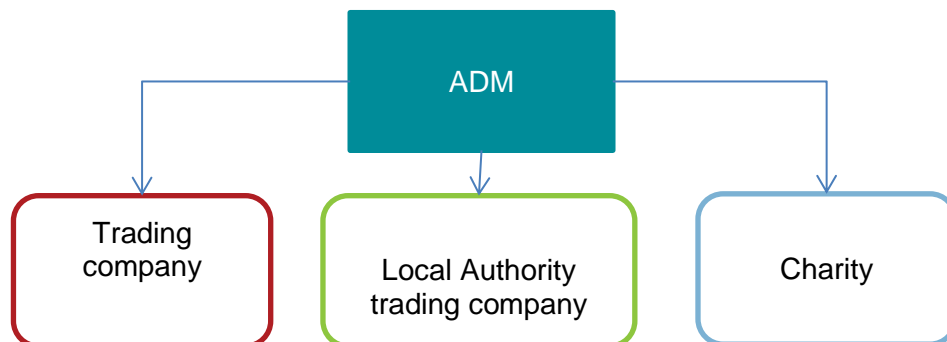 ADM
Trading
company
Local Authority
trading company
Charity